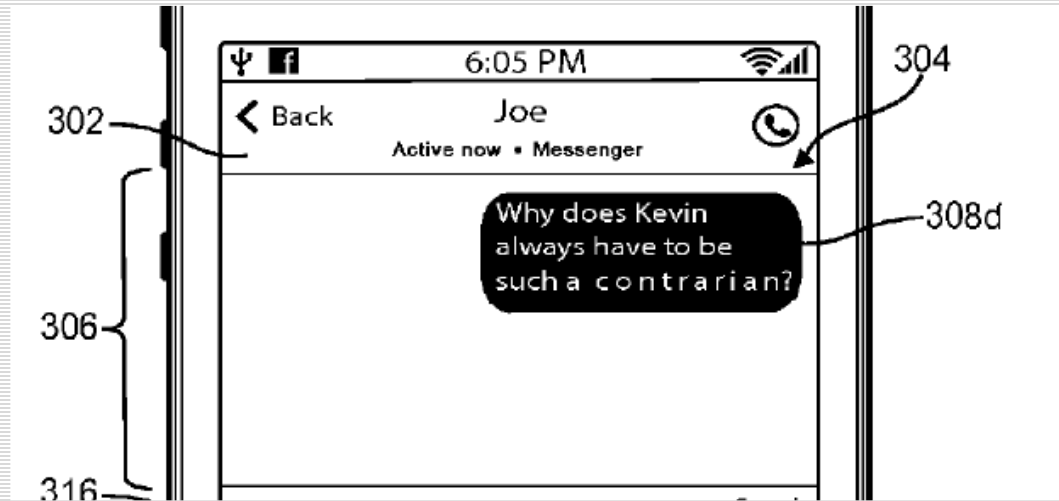 6:05 PM
304
302
Back
Joe
Active now • Messenger
Why does Kevin
always have to be
such a contrarian?
308d
306
316